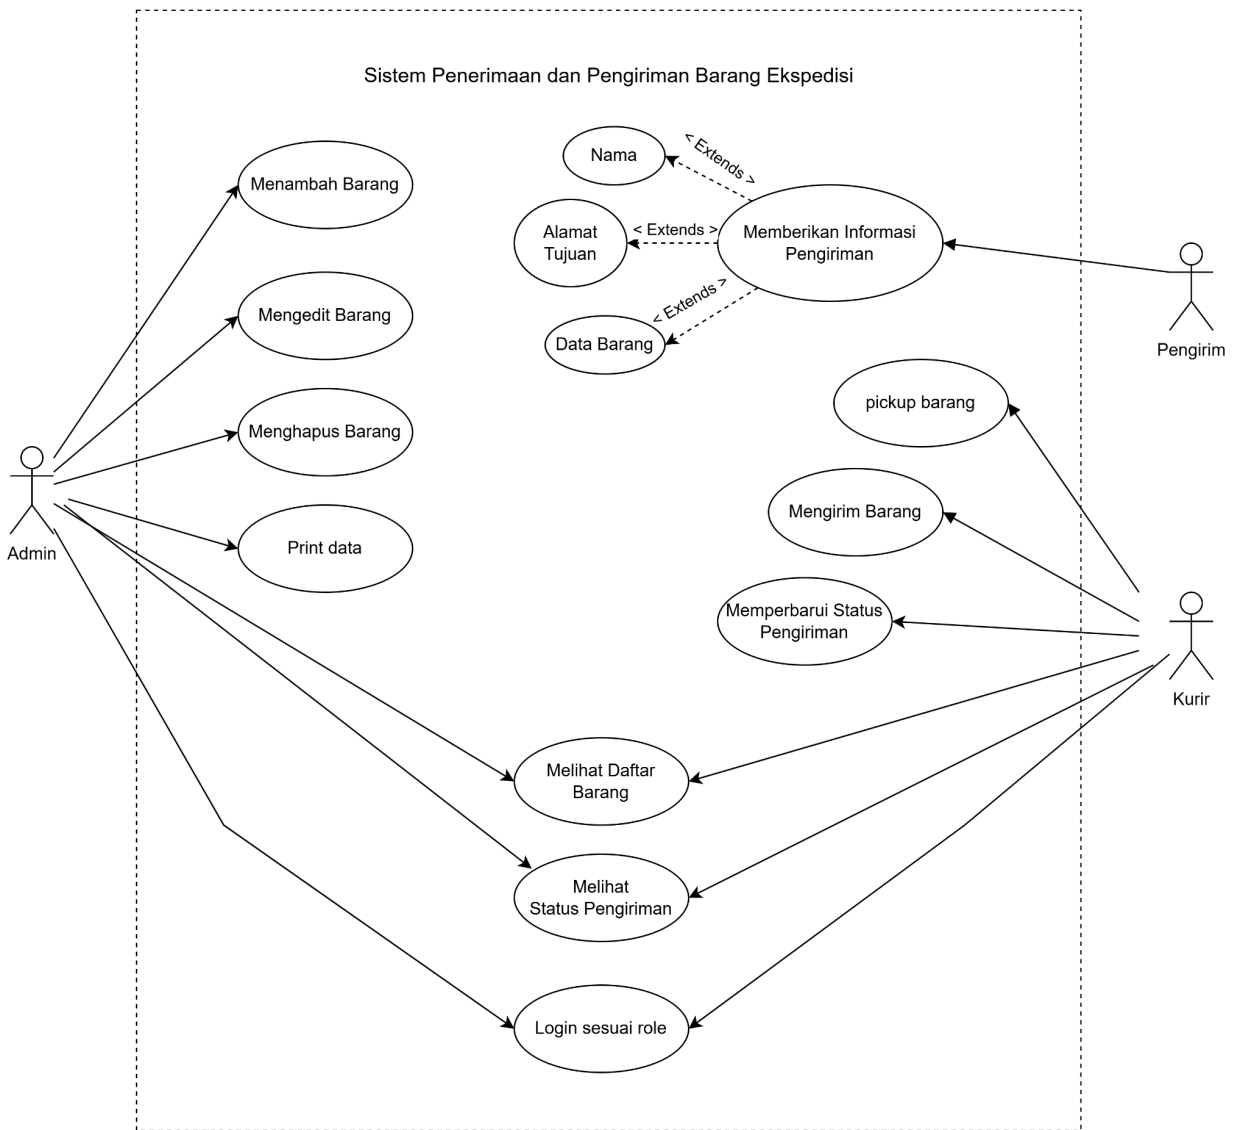 Sistem Penerimaan dan Pengiriman Barang Ekspedisi
Menambah Barang
Mengedit Barang
Menghapus Barang
Print data
Admin
Nama
< Extends >
Alamat
Tujuan
< Extends >
Data Barang
< Extends >
Memberikan Informasi
Pengiriman
Pengirim
pickup barang
Mengirim Barang
Memperbarui Status
Pengiriman
Kurir
Melihat Daftar
Barang
Melihat
Status Pengiriman
Login sesuai role